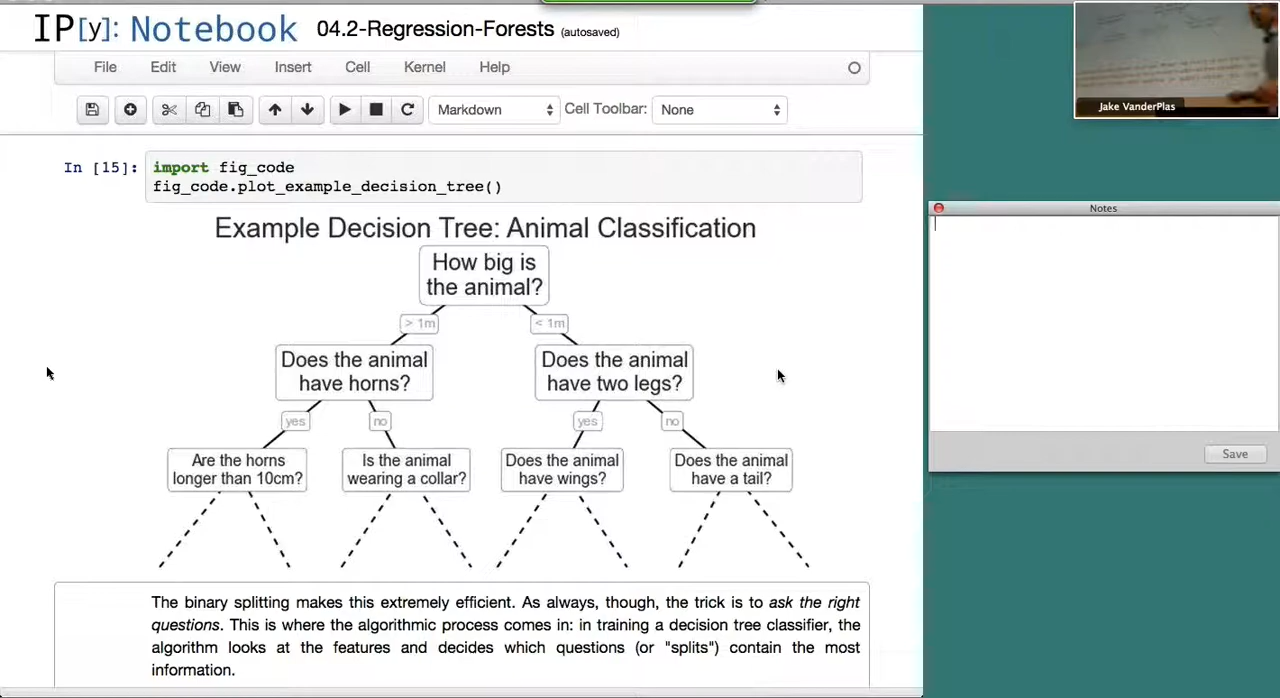 IP[y]: Notebook 04.2-Regression-Forests (autosaved)
File Edit View Insert Cell Kernel Help
Markdown Cell Toolbar: None
In [15]: import fig_code
fig_code.plot_example_decision_tree()
Example Decision Tree: Animal Classification
How big is
the animal?
> 1m
< 1m
Does the animal
have horns?
Does the animal
have two legs?
yes
no
yes
no
Are the horns
longer than 10cm?
Is the animal
wearing a collar?
Does the animal
have wings?
Does the animal
have a tail?
The binary splitting makes this extremely efficient. As always, though, the trick is to ask the right
questions. This is where the algorithmic process comes in: in training a decision tree classifier, the
algorithm looks at the features and decides which questions (or "splits") contain the most
information.
Jake VanderPlas
Notes
Save